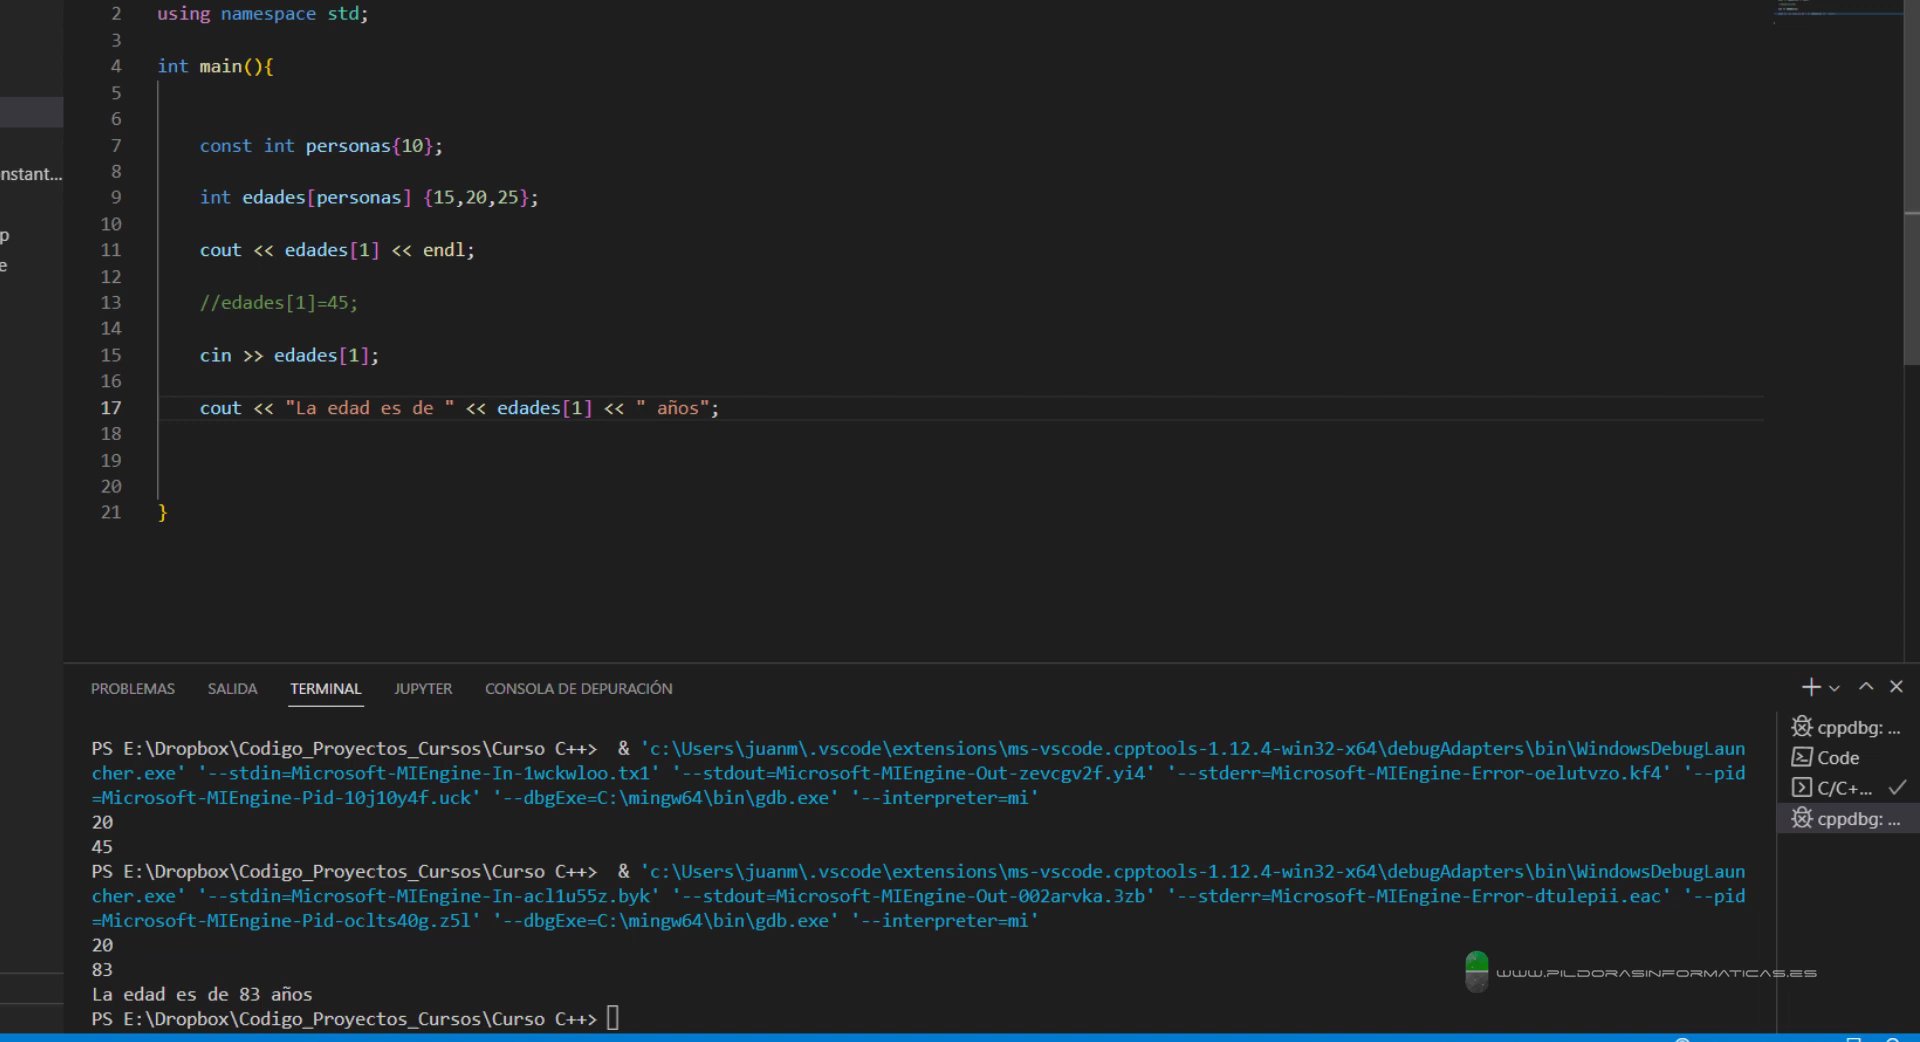 2 using namespace std;
3
4 int main(){
5
6
7 const int personas{10};
8
9 int edades[personas] {15,20,25};
10
11 cout << edades[1] << endl;
12
13 //edades[1]=45;
14
15 cin >> edades[1];
16
17 cout << "La edad es de " << edades[1] << " años";
18
19
20
21 }
nstant...
p
e
PROBLEMAS SALIDA TERMINAL JUPYTER CONSOLA DE DEPURACIÓN
PS E:\Dropbox\Codigo_Proyectos_Cursos\Curso C++>  & 'c:\Users\juanm\.vscode\extensions\ms-vscode.cpptools-1.12.4-win32-x64\debugAdapters\bin\WindowsDebugLaun
cher.exe' '--stdin=Microsoft-MIEngine-In-1wckwloo.tx1' '--stdout=Microsoft-MIEngine-Out-zevcgv2f.yi4' '--stderr=Microsoft-MIEngine-Error-oelutvzo.kf4' '--pid
=Microsoft-MIEngine-Pid-10j10y4f.uck' '--dbgExe=C:\mingw64\bin\gdb.exe' '--interpreter=mi'
20
45
PS E:\Dropbox\Codigo_Proyectos_Cursos\Curso C++>  & 'c:\Users\juanm\.vscode\extensions\ms-vscode.cpptools-1.12.4-win32-x64\debugAdapters\bin\WindowsDebugLaun
cher.exe' '--stdin=Microsoft-MIEngine-In-acl1u55z.byk' '--stdout=Microsoft-MIEngine-Out-002arvka.3zb' '--stderr=Microsoft-MIEngine-Error-dtulepii.eac' '--pid
=Microsoft-MIEngine-Pid-oclts40g.z5l' '--dbgExe=C:\mingw64\bin\gdb.exe' '--interpreter=mi'
20
83
La edad es de 83 años
PS E:\Dropbox\Codigo_Proyectos_Cursos\Curso C++>
cppdbg: ...
Code
C/C+...
cppdbg: ...
WWW.PILDORASINFORMATICAS.ES